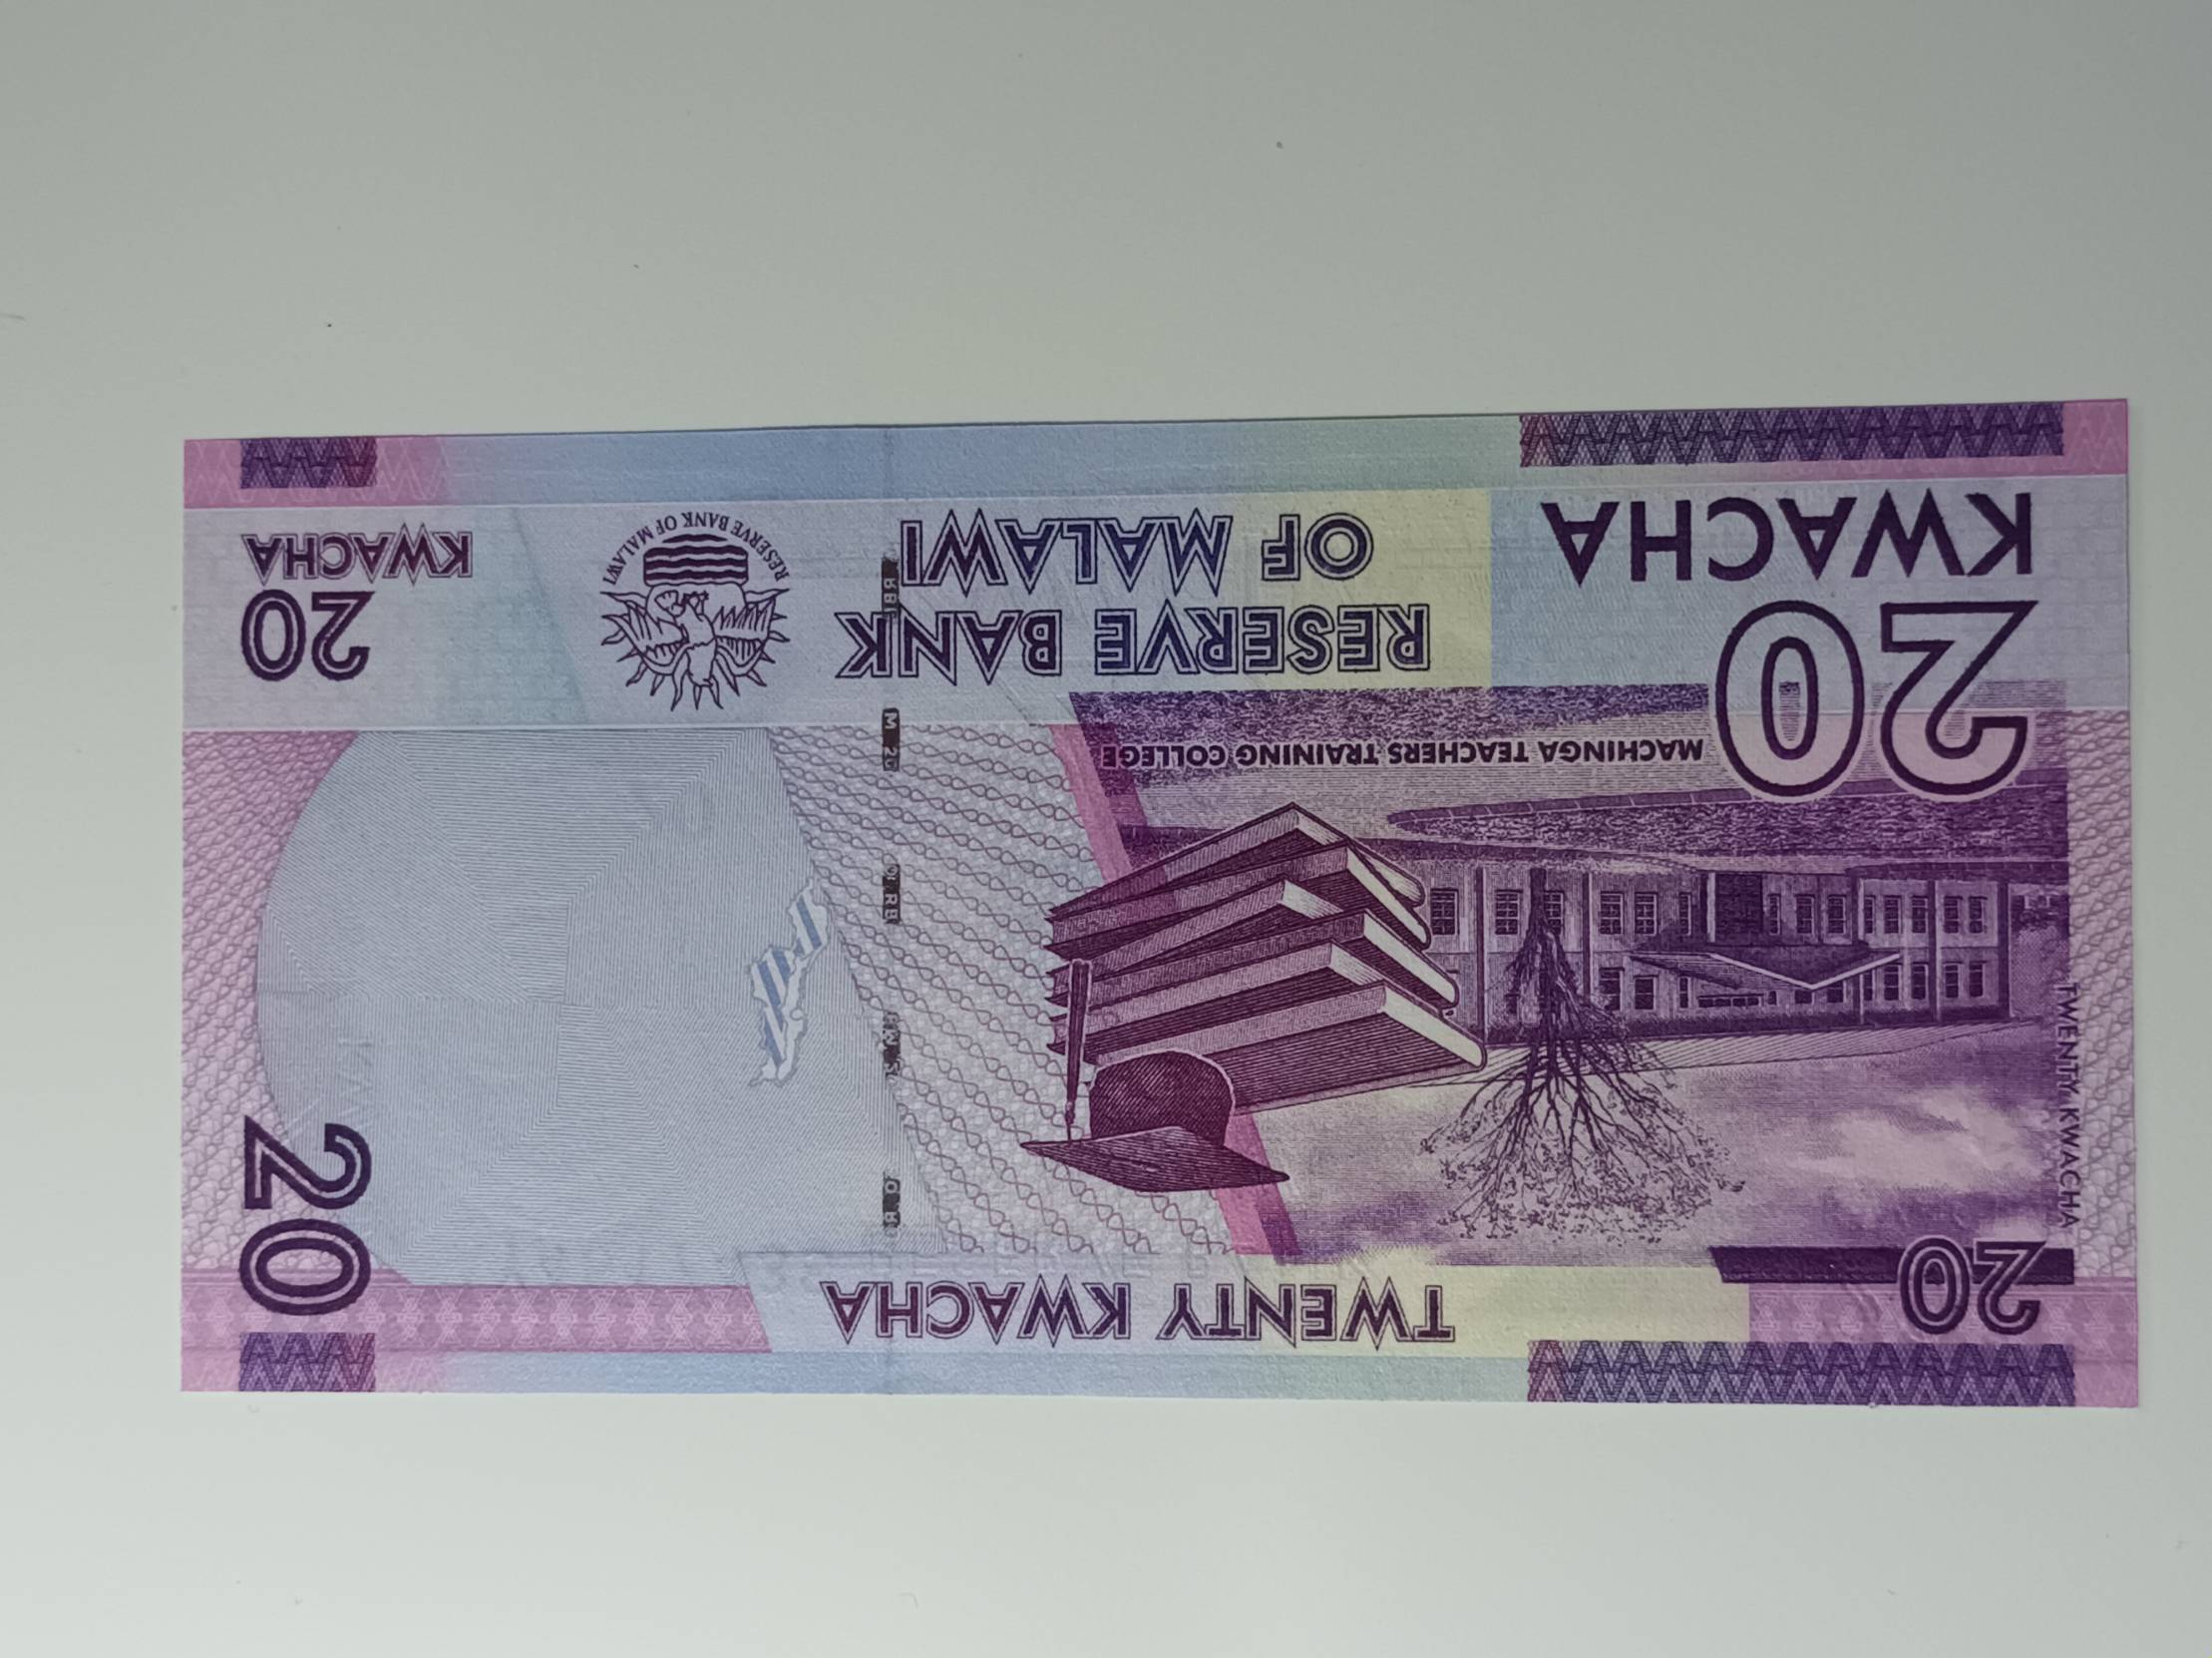 20
TWENTY KWACHA
20
TWENTY KWACHA
MACHINGA TEACHERS TRAINING COLLEGE
20
KWACHA
RESERVE BANK
OF MALAWI
RESERVE BANK OF MALAWI
20
KWACHA